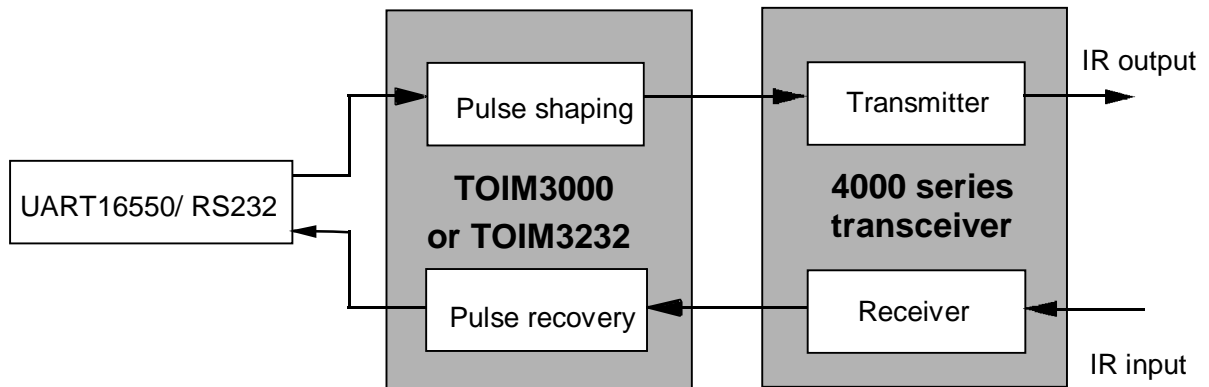 IR output
Pulse shaping
Transmitter
UART16550/ RS232
TOIM3000
or TOIM3232
4000 series
transceiver
Pulse recovery
Receiver
IR input